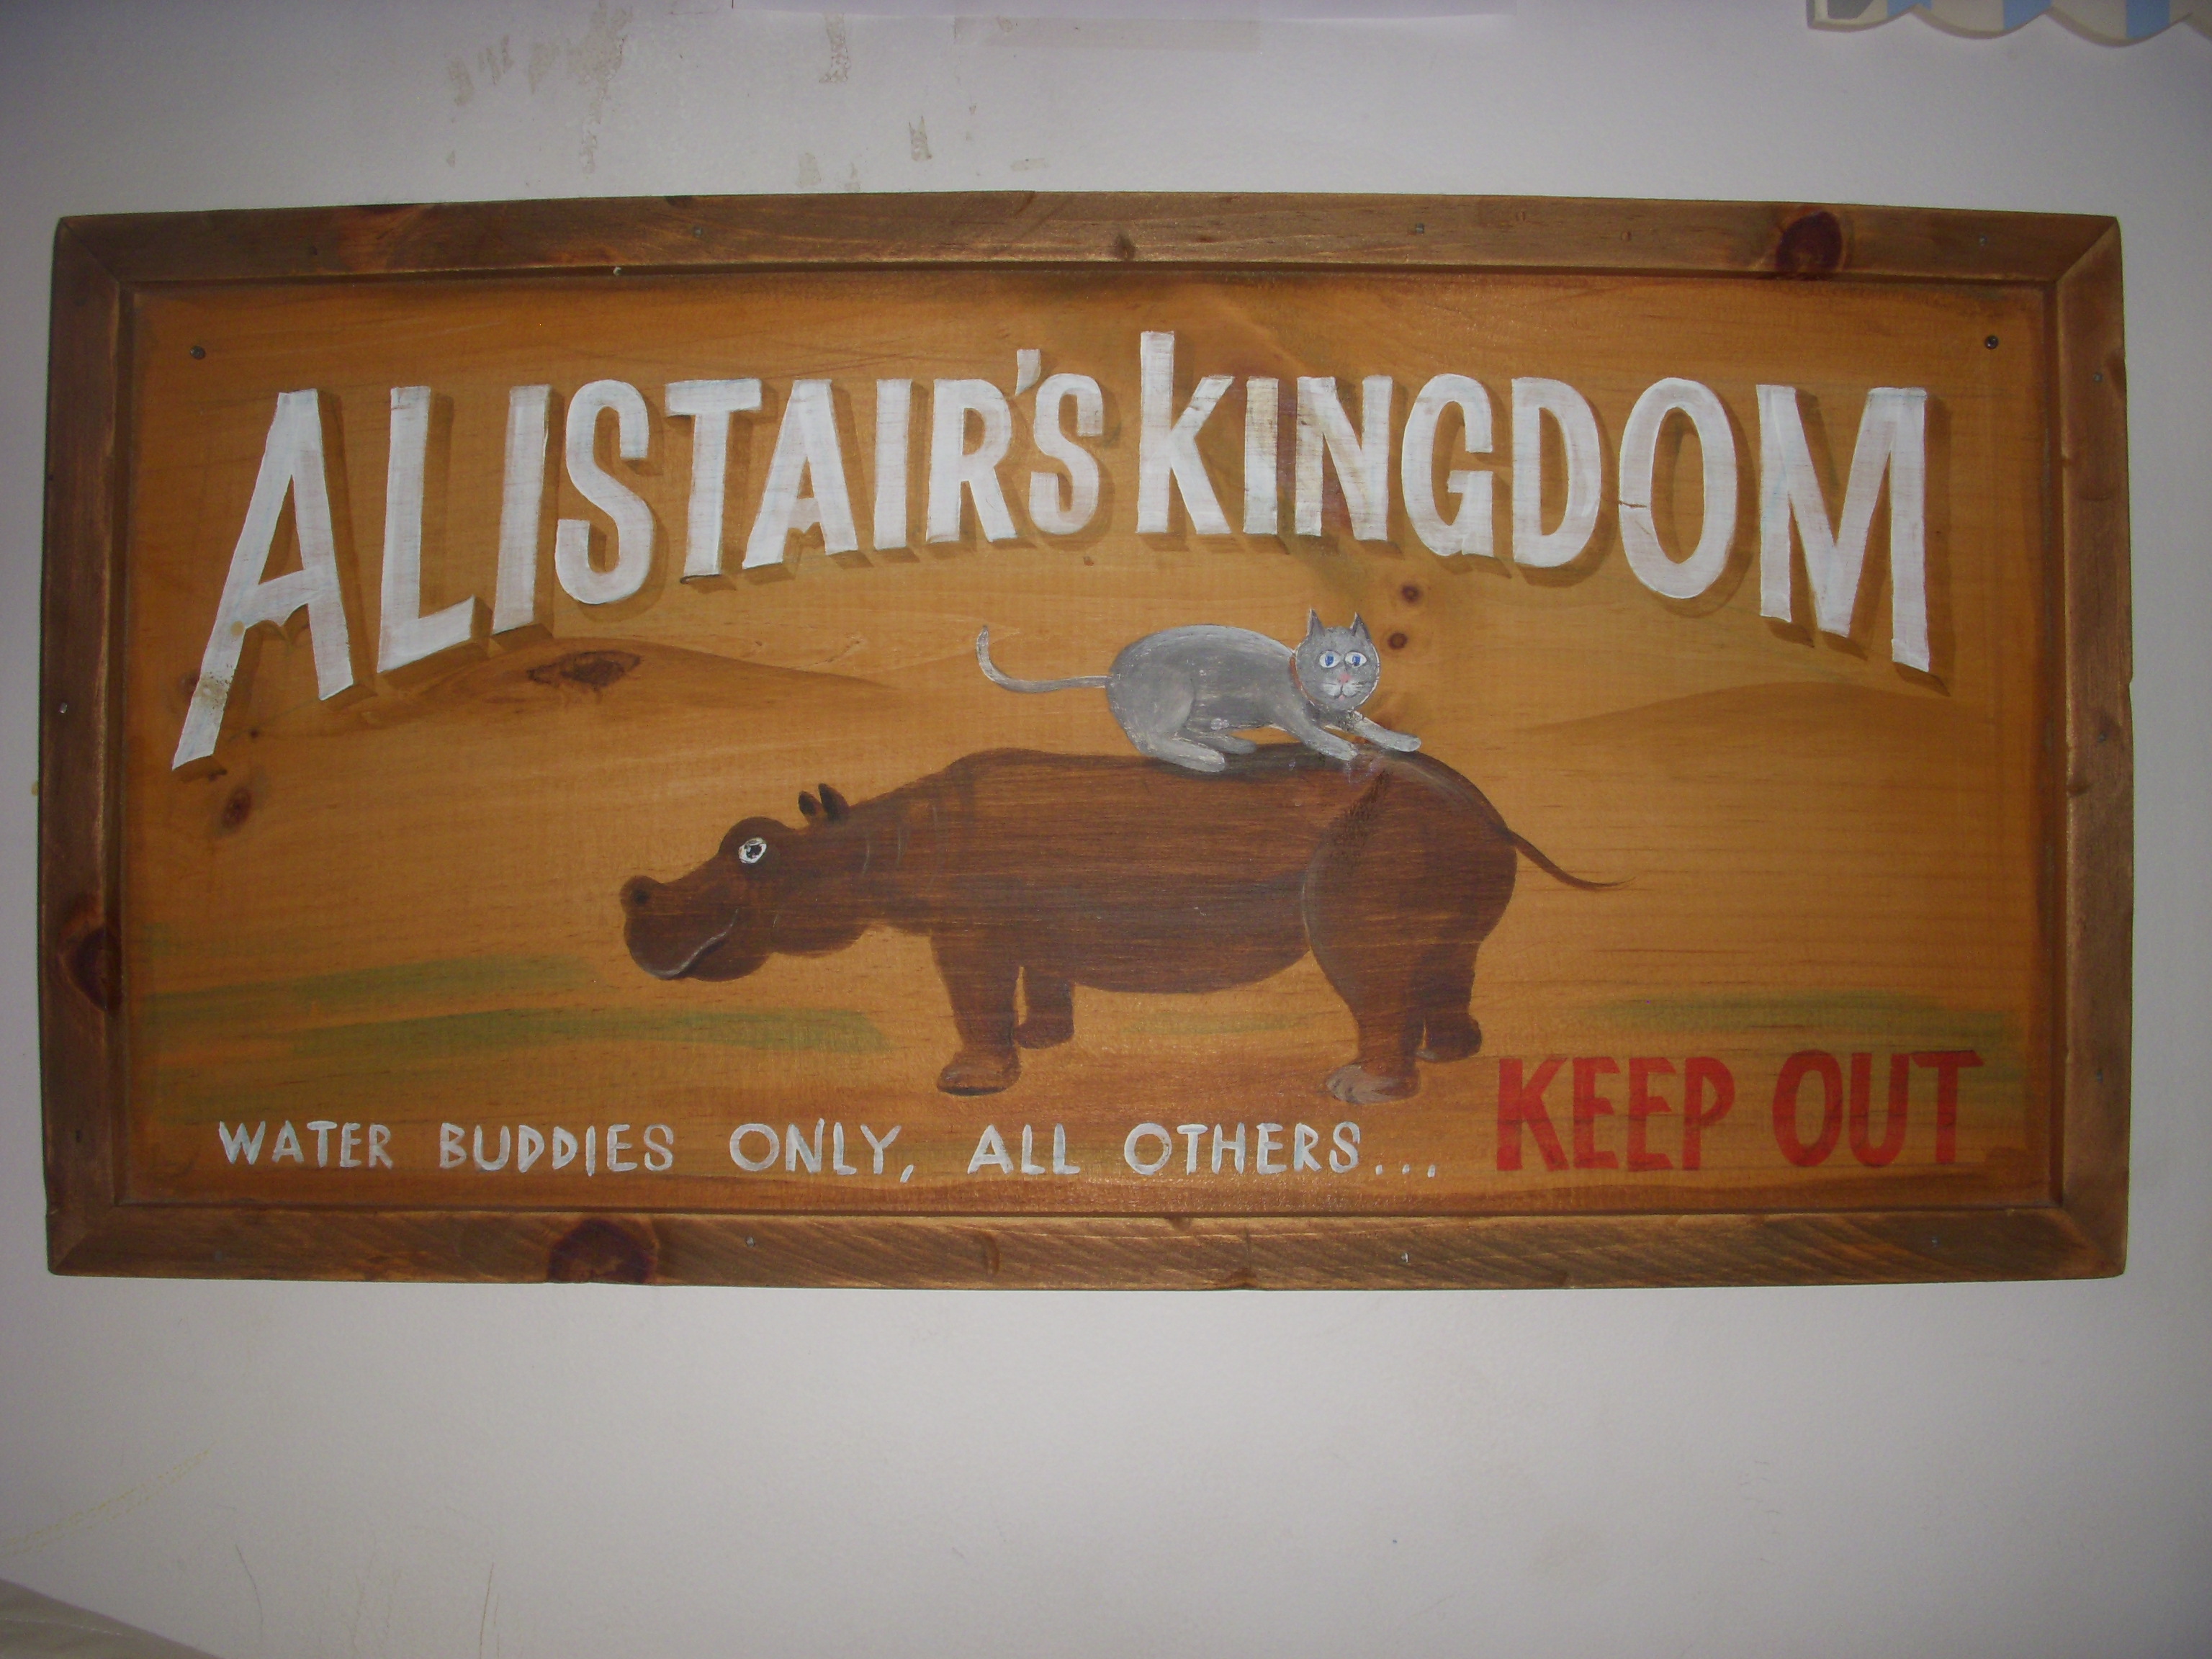 ALISTAIR'S KINGDOM
WATER BUDDIES ONLY, ALL OTHERS... KEEP OUT